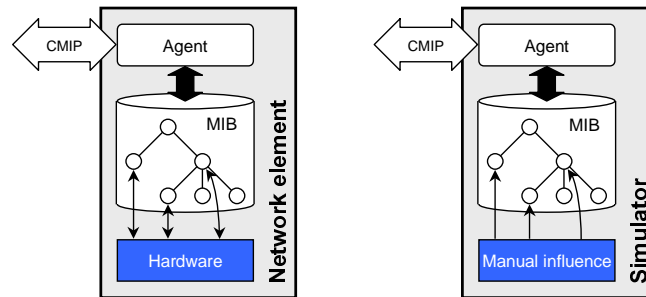 CMIP
Agent
MIB
Hardware
Network element
CMIP
Agent
MIB
Manual influence
Simulator